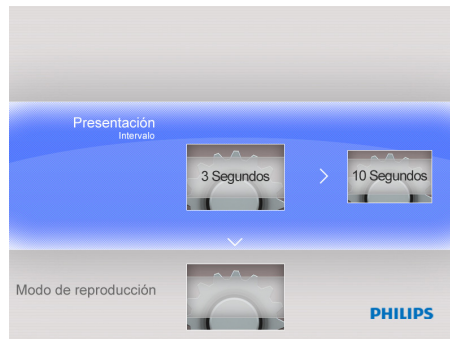 Presentación
Intervalo
3 Segundos
10 Segundos
Modo de reproducción
PHILIPS